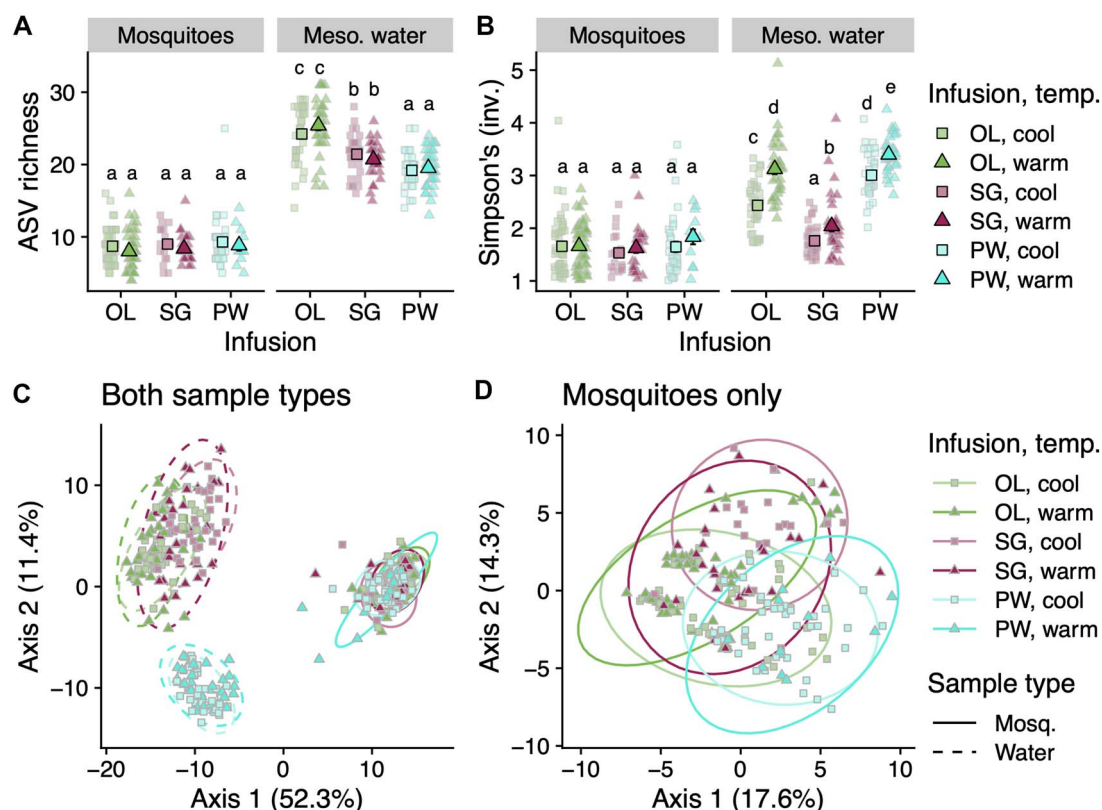 A
Mosquitoes
Meso. water
ASV richness
30
20
10
a a
a a
a a
c c
b b
a a
OL SG PW
OL SG PW
Infusion
B
Mosquitoes
Meso. water
Simpson's (inv.)
5
4
3
2
1
a a
a a
a a
c
d
a
b
d
e
OL SG PW
OL SG PW
Infusion
Infusion, temp.
OL, cool
OL, warm
SG, cool
SG, warm
PW, cool
PW, warm
C
Both sample types
Axis 2 (11.4%)
10
0
−10
−20 −10 0 10
Axis 1 (52.3%)
D
Mosquitoes only
Axis 2 (14.3%)
10
5
0
−5
−10
−10 −5 0 5 10
Axis 1 (17.6%)
Infusion, temp.
OL, cool
OL, warm
SG, cool
SG, warm
PW, cool
PW, warm
Sample type
Mosq.
Water